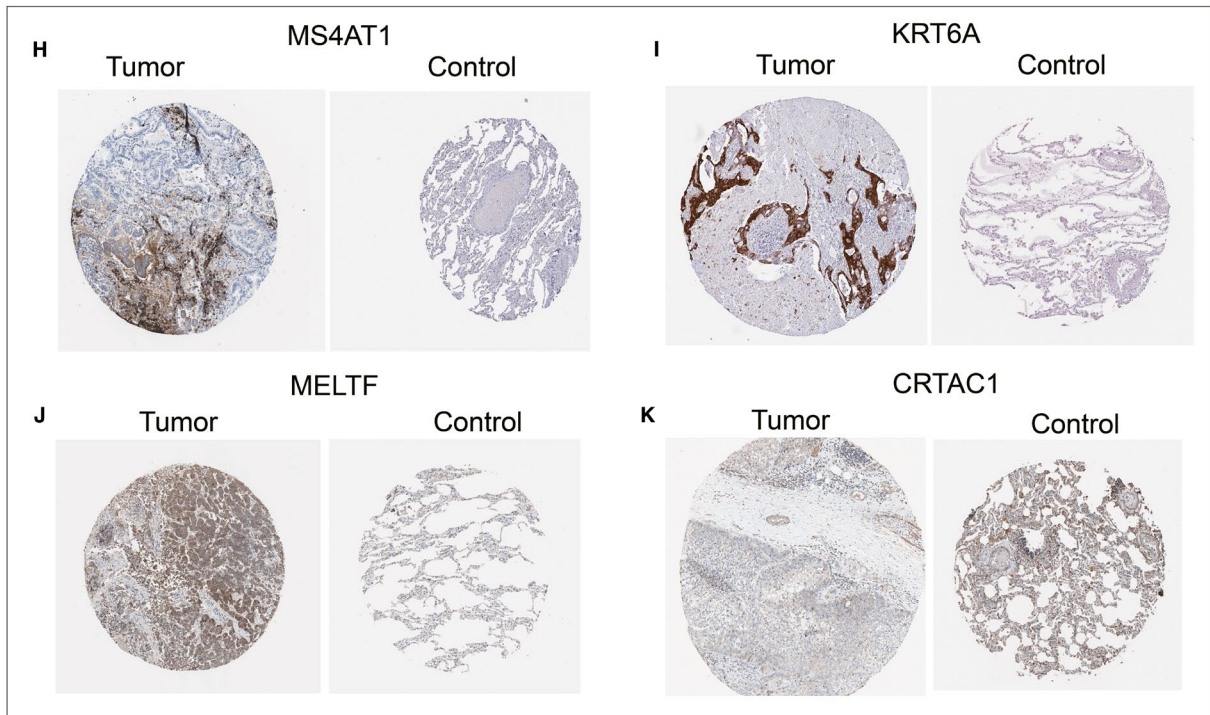 H
MS4AT1
Tumor
Control
I
KRT6A
Tumor
Control
J
MELTF
Tumor
Control
K
CRTAC1
Tumor
Control